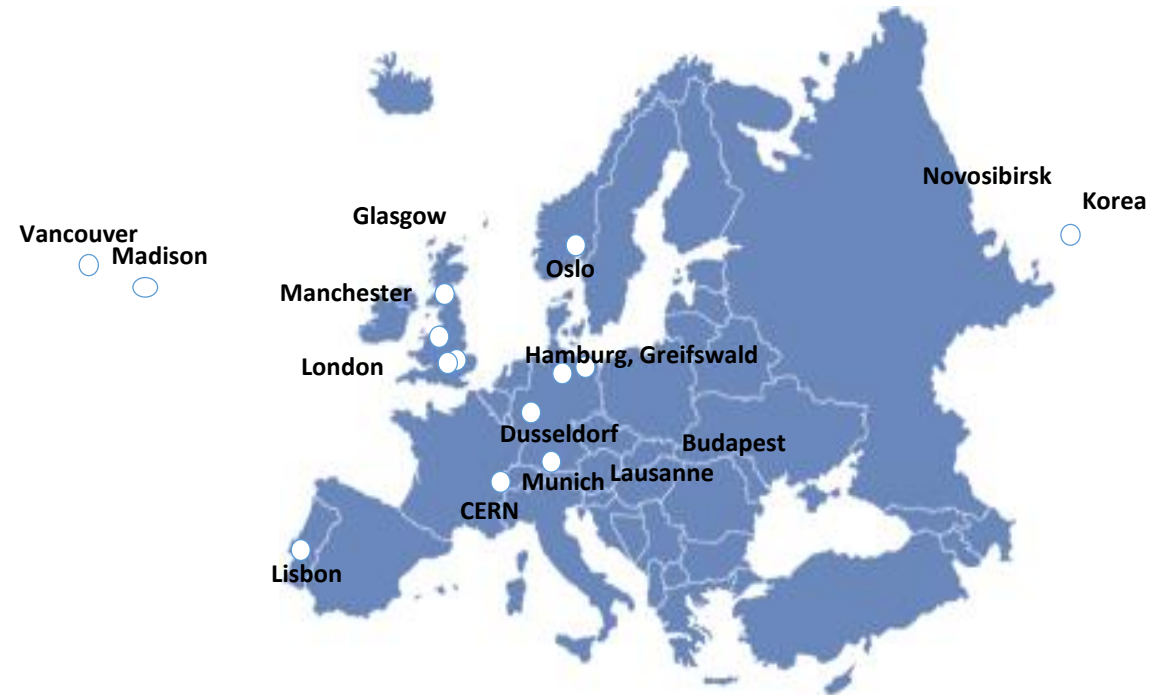 Novosibirsk
Korea
Glasgow
Vancouver
Madison
Oslo
Manchester
Hamburg, Greifswald
London
Dusseldorf
Budapest
Lausanne
Munich
CERN
Lisbon